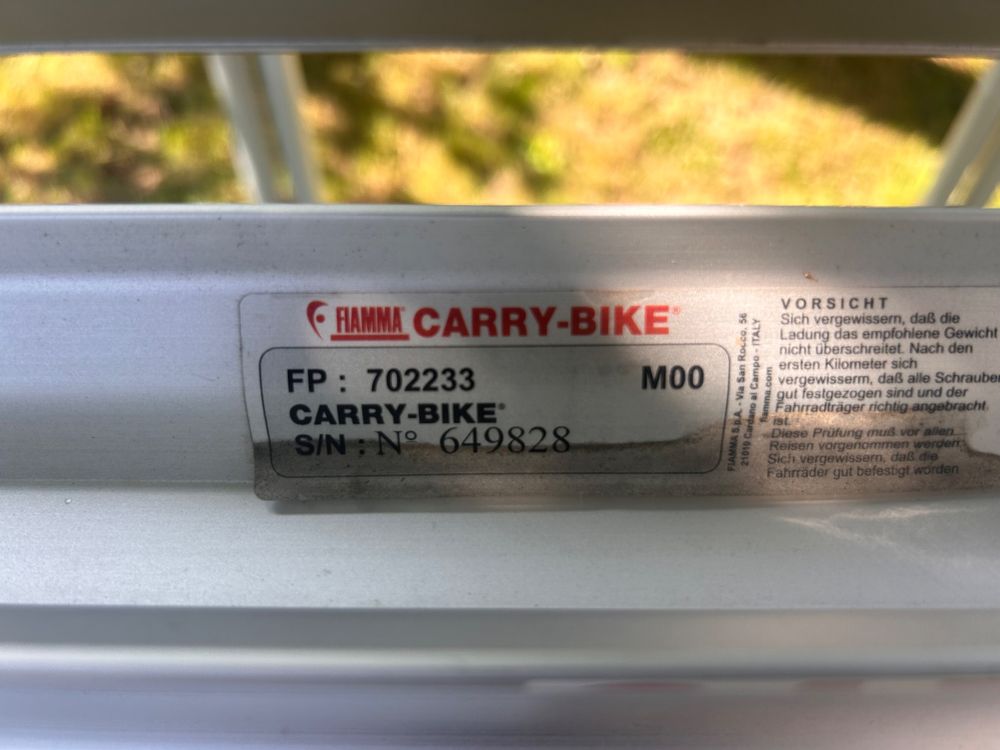 FIAMMA CARRY-BIKE®
FP : 702233 M00
CARRY-BIKE®
S/N : N° 649828
FIAMMA S.p.A. - Via San Rocco, 56
21010 Cardano al Campo - ITALY
fiamma.com
VORSICHT
Sich vergewissern, daß die
Ladung das empfohlene Gewicht
nicht überschreitet. Nach den
ersten Kilometer sich
vergewissern, daß alle Schrauben
gut festgezogen sind und der
Fahrradträger richtig angebracht
ist.
Diese Prüfung muß vor allen
Reisen vorgenommen werden.
Sich vergewissern, daß die
Fahrräder gut befestigt worden